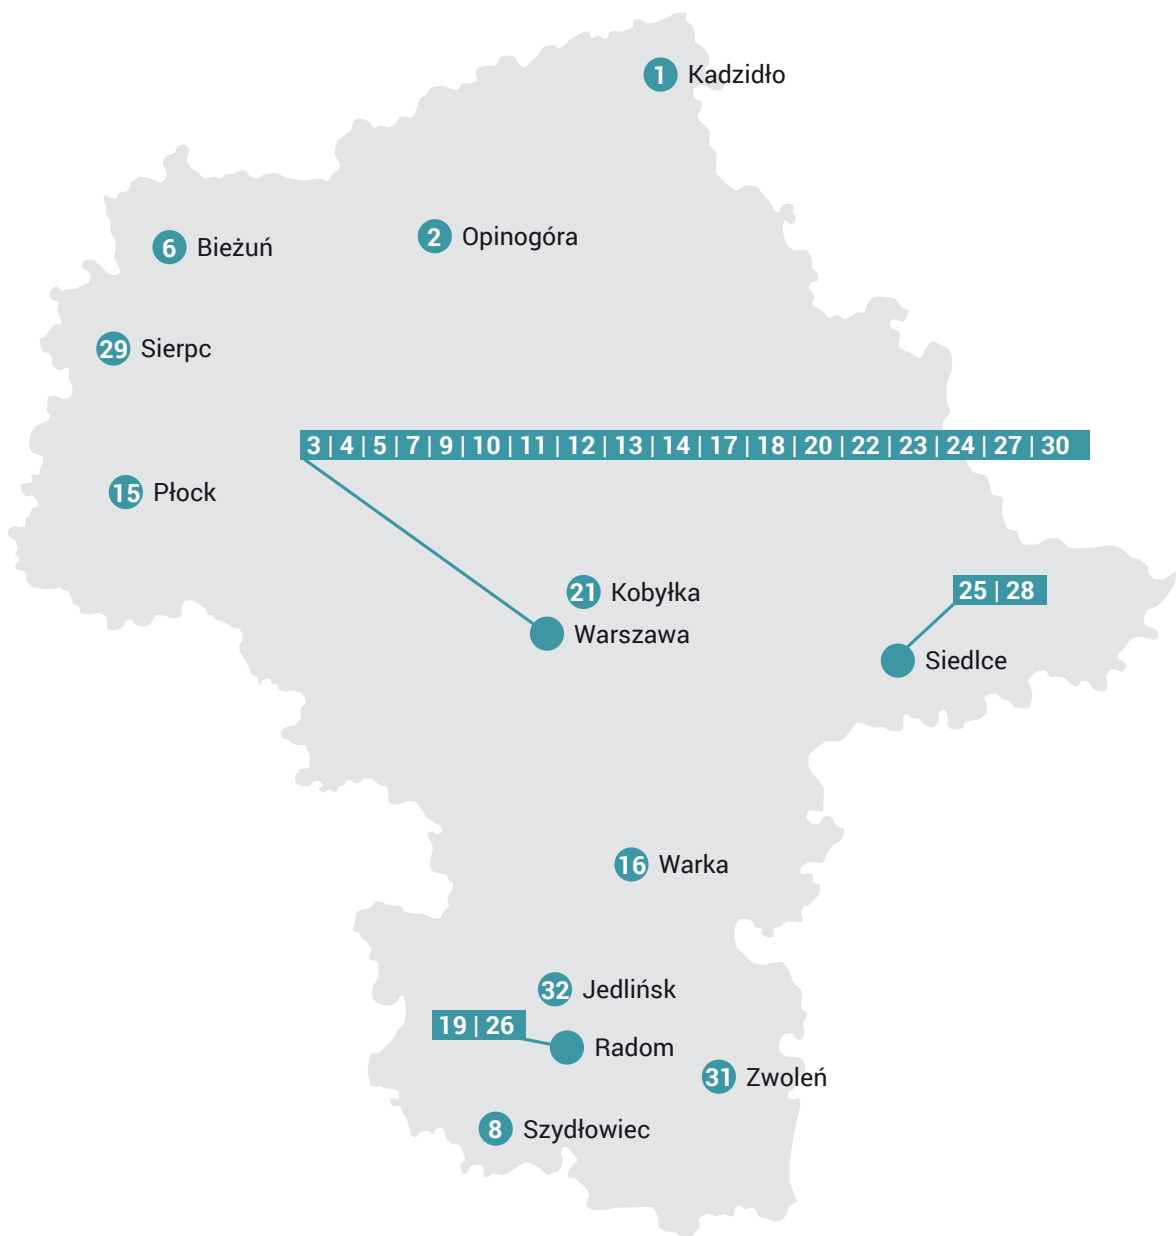 1 Kadzidło
2 Opinogóra
6 Bieżuń
29 Sierpc
3 | 4 | 5 | 7 | 9 | 10 | 11 | 12 | 13 | 14 | 17 | 18 | 20 | 22 | 23 | 24 | 27 | 30
15 Płock
21 Kobyłka
25 | 28
Warszawa
Siedlce
16 Warka
32 Jedlińsk
19 | 26
Radom
31 Zwoleń
8 Szydłowiec